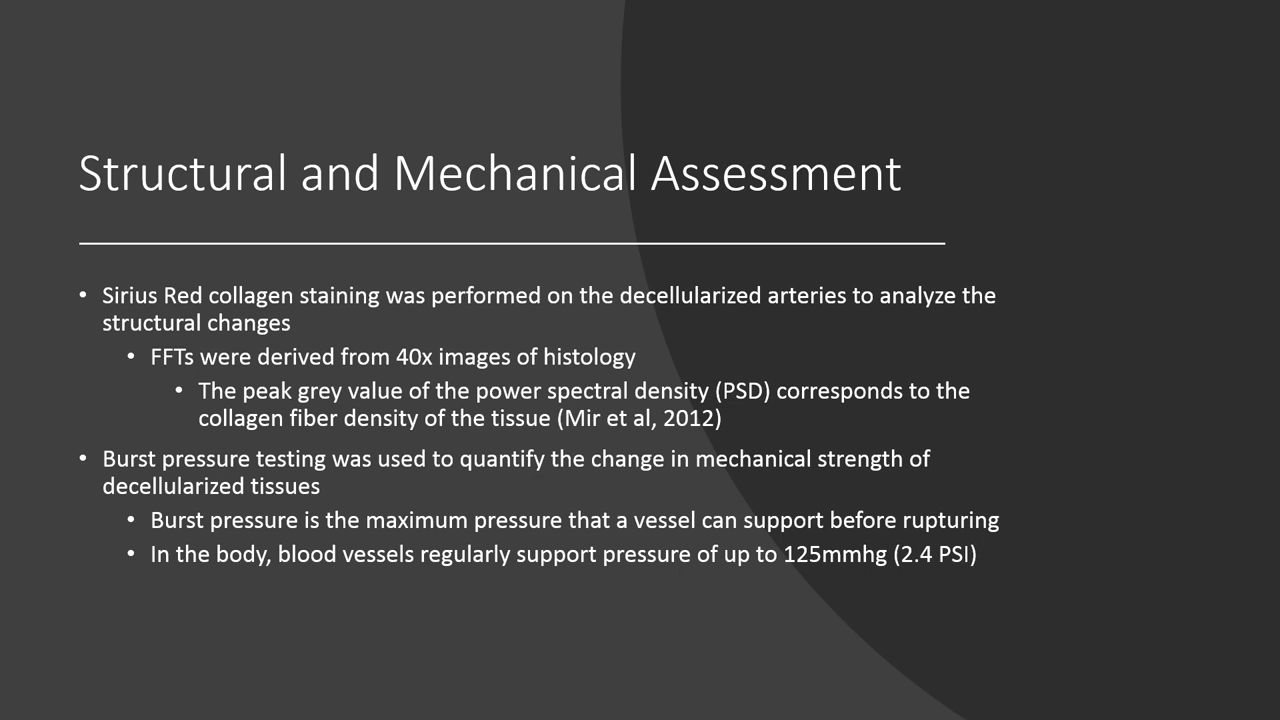 Structural and Mechanical Assessment
• Sirius Red collagen staining was performed on the decellularized arteries to analyze the
structural changes
• FFTs were derived from 40x images of histology
• The peak grey value of the power spectral density (PSD) corresponds to the
collagen fiber density of the tissue (Mir et al, 2012)
• Burst pressure testing was used to quantify the change in mechanical strength of
decellularized tissues
• Burst pressure is the maximum pressure that a vessel can support before rupturing
• In the body, blood vessels regularly support pressure of up to 125mmhg (2.4 PSI)